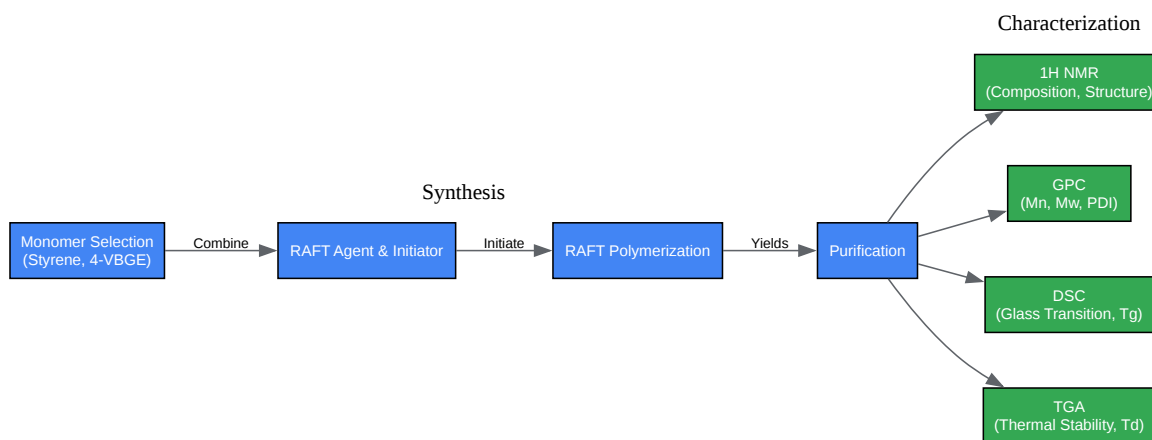 Characterization
1H NMR
(Composition, Structure)
GPC
(Mn, Mw, PDI)
Synthesis
Monomer Selection
(Styrene, 4-VBGE)
Combine
RAFT Agent & Initiator
Initiate
RAFT Polymerization
Yields
Purification
DSC
(Glass Transition, Tg)
TGA
(Thermal Stability, Td)